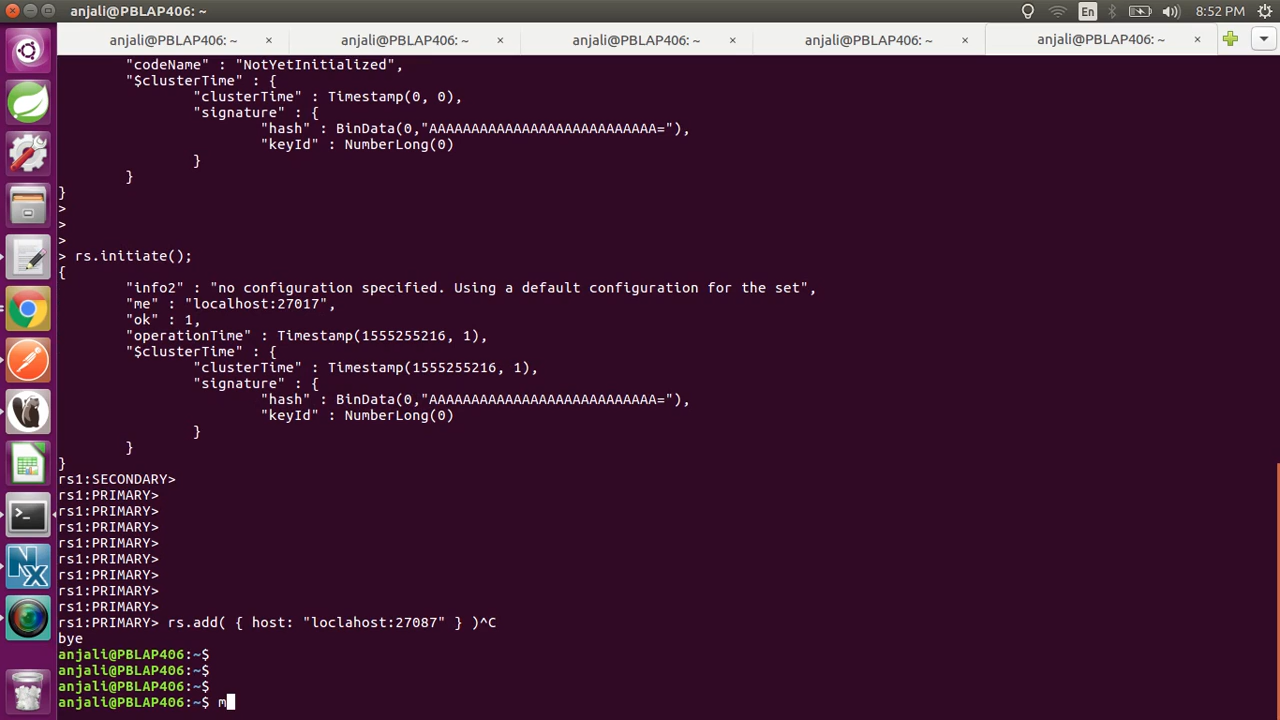 anjali@PBLAP406: ~
En
8:52 PM
anjali@PBLAP406: ~ × anjali@PBLAP406: ~ × anjali@PBLAP406: ~ × anjali@PBLAP406: ~ × anjali@PBLAP406: ~ ×
"codeName" : "NotYetInitialized",
"$clusterTime" : {
"clusterTime" : Timestamp(0, 0),
"signature" : {
"hash" : BinData(0,"AAAAAAAAAAAAAAAAAAAAAAAAAAA="),
"keyId" : NumberLong(0)
}
}
}
>
>
>
> rs.initiate();
{
"info2" : "no configuration specified. Using a default configuration for the set",
"me" : "localhost:27017",
"ok" : 1,
"operationTime" : Timestamp(1555255216, 1),
"$clusterTime" : {
"clusterTime" : Timestamp(1555255216, 1),
"signature" : {
"hash" : BinData(0,"AAAAAAAAAAAAAAAAAAAAAAAAAAA="),
"keyId" : NumberLong(0)
}
}
}
rs1:SECONDARY>
rs1:PRIMARY>
rs1:PRIMARY>
rs1:PRIMARY>
rs1:PRIMARY>
rs1:PRIMARY>
rs1:PRIMARY>
rs1:PRIMARY>
rs1:PRIMARY>
rs1:PRIMARY> rs.add( { host: "loclahost:27087" } )^C
bye
anjali@PBLAP406:~$
anjali@PBLAP406:~$
anjali@PBLAP406:~$
anjali@PBLAP406:~$ m